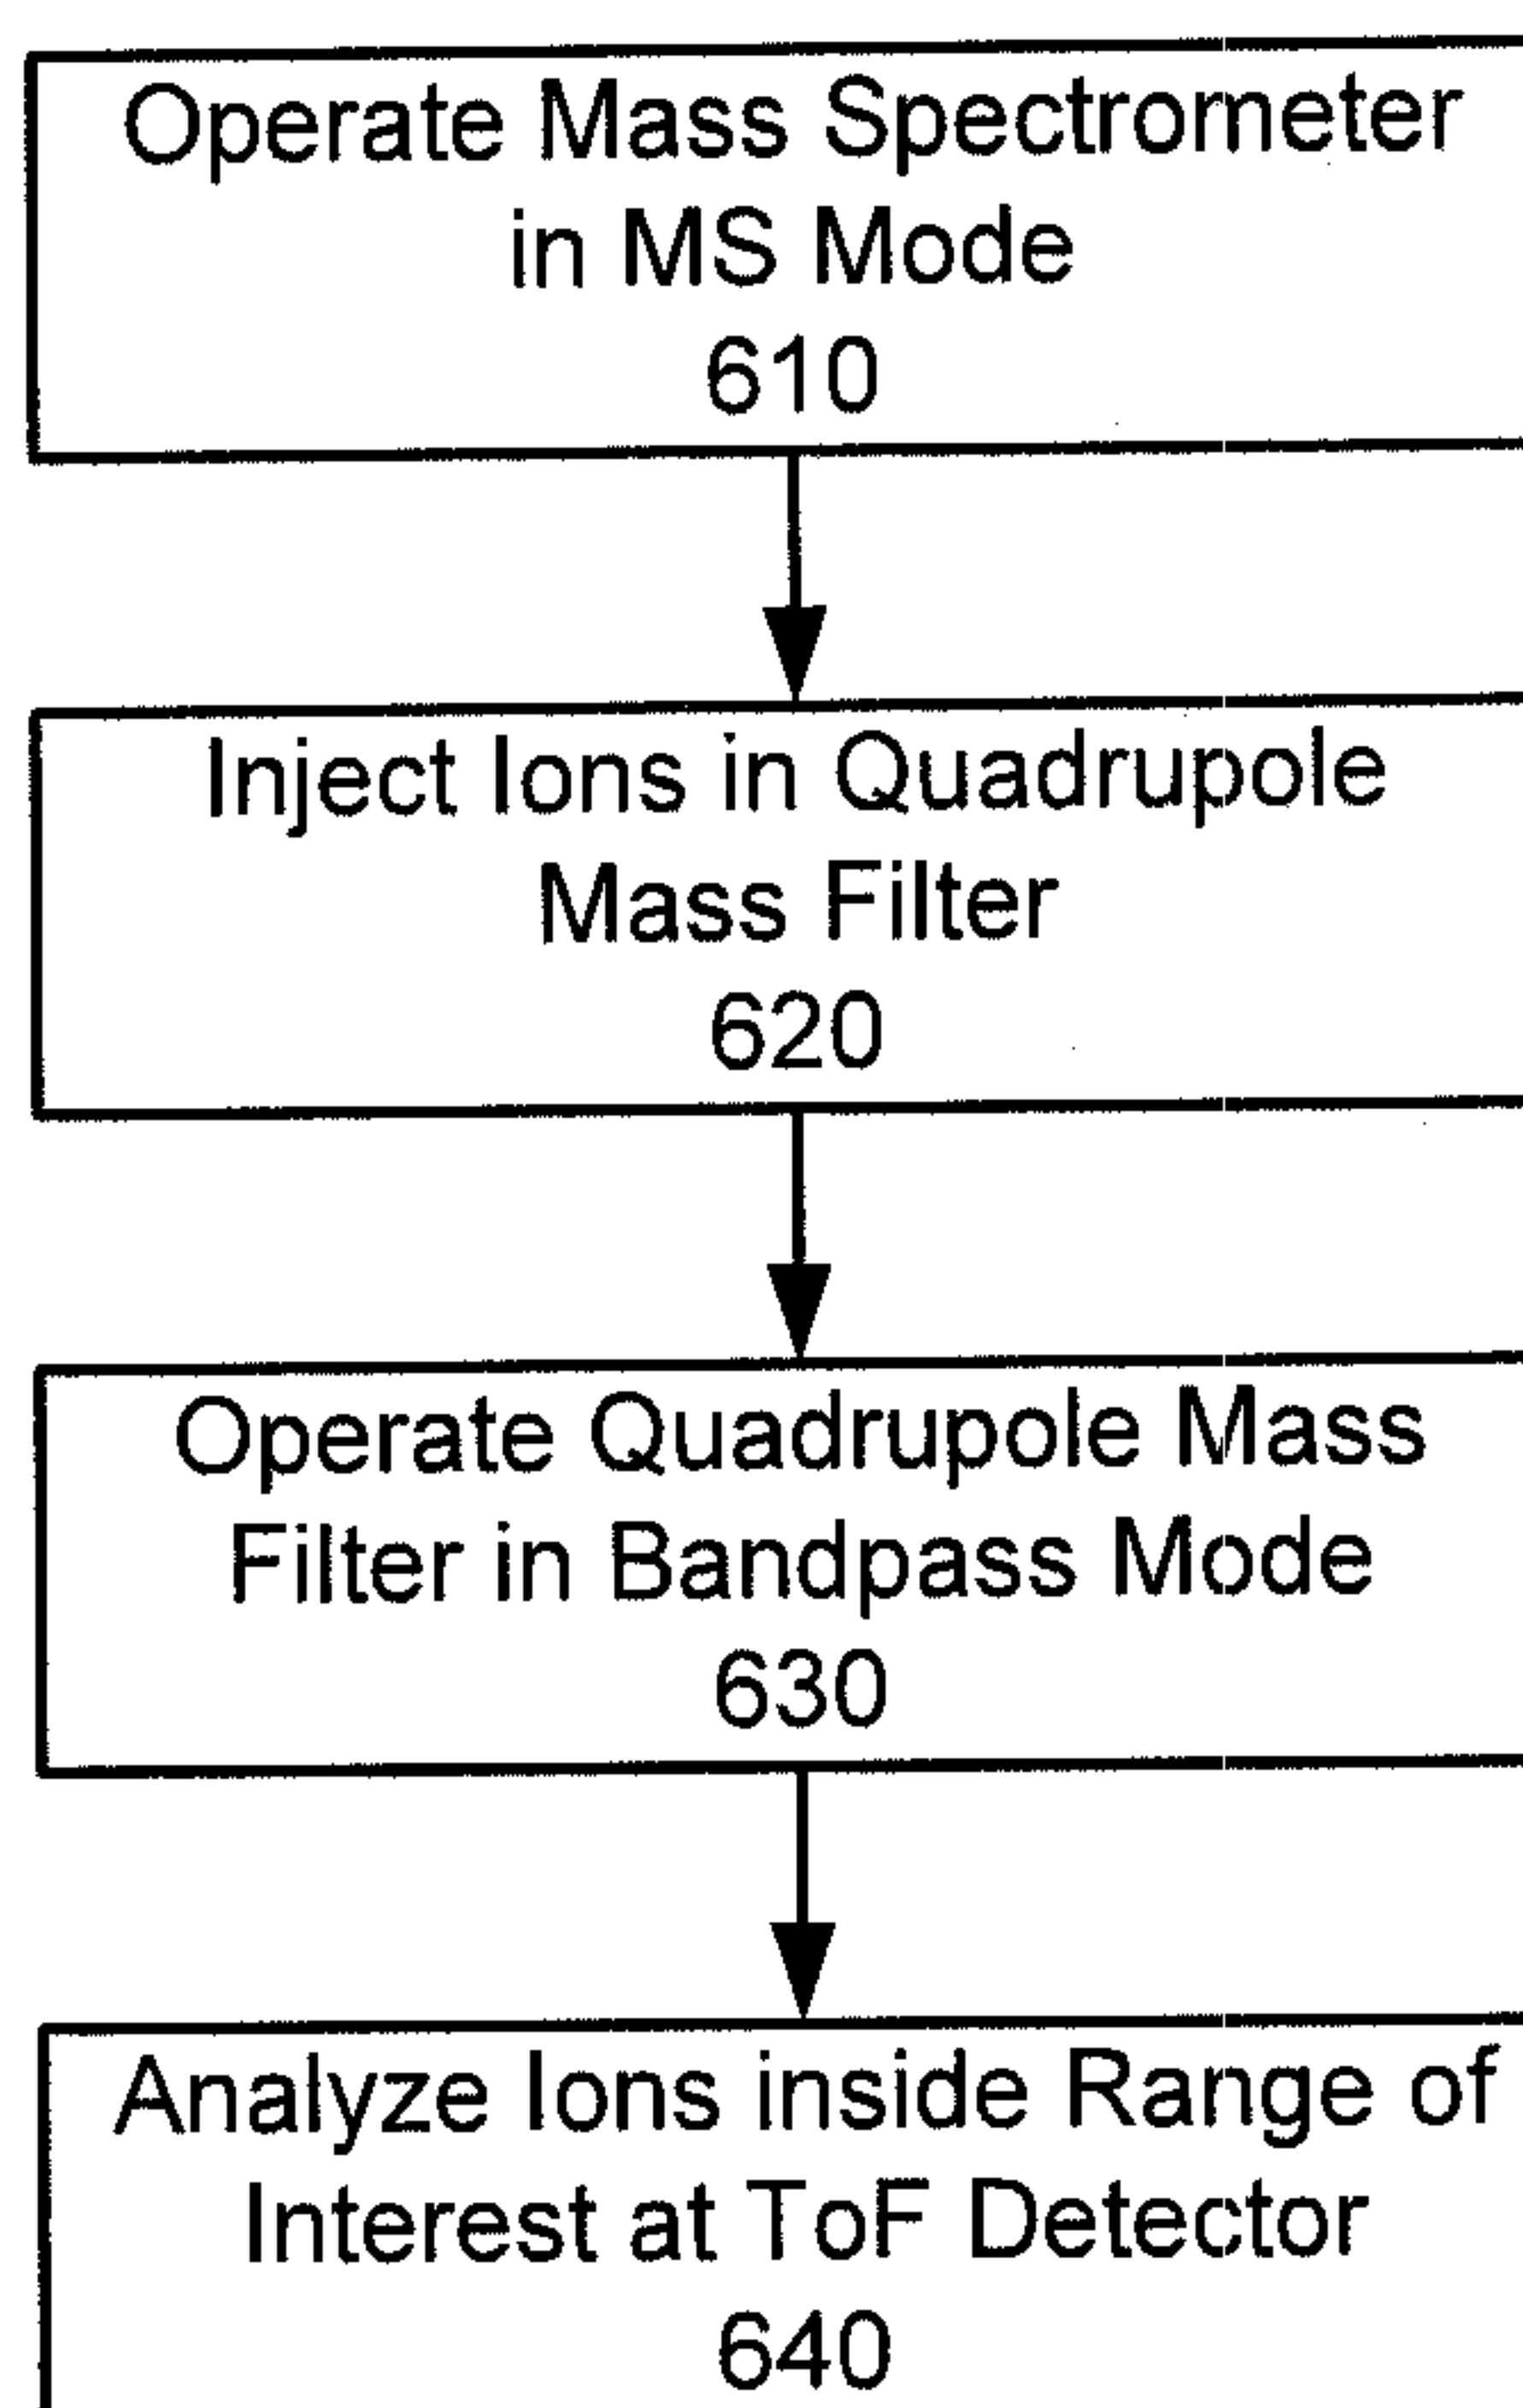 Operate Mass Spectrometer
in MS Mode
610
Inject Ions in Quadrupole
Mass Filter
620
Operate Quadrupole Mass
Filter in Bandpass Mode
630
Analyze Ions inside Range of
Interest at ToF Detector
640